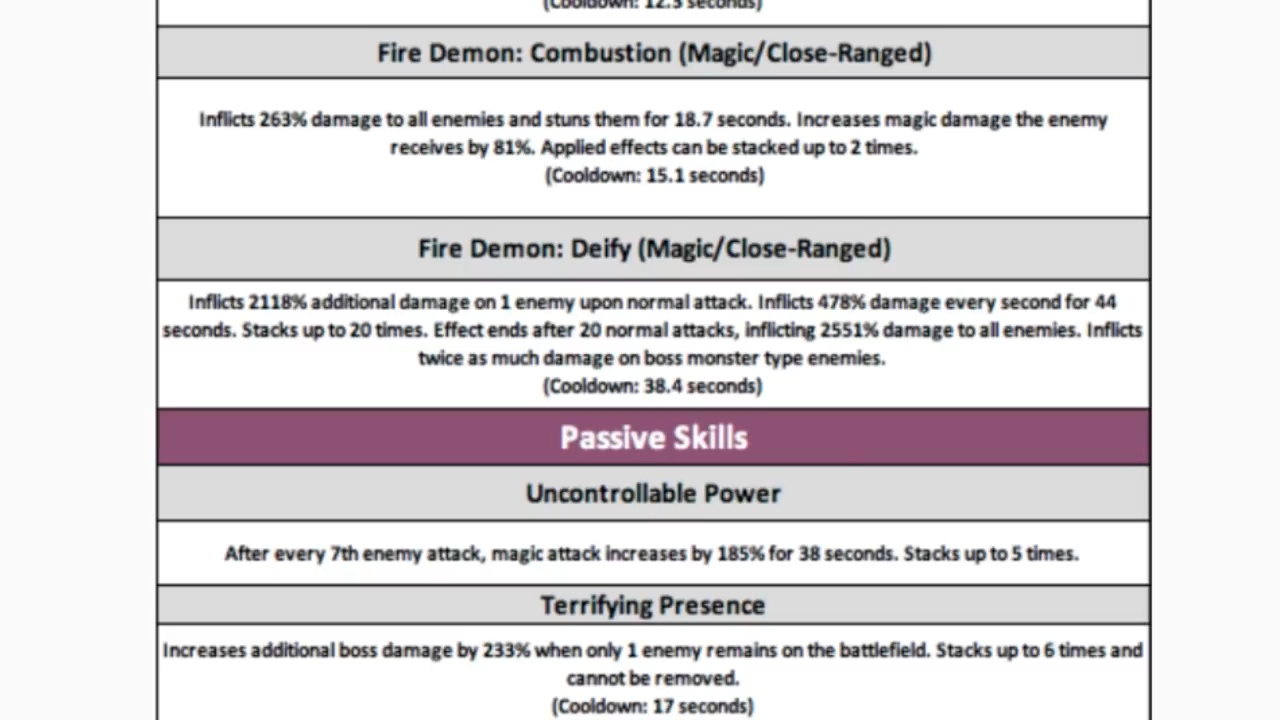 (Cooldown: 12.5 seconds)
Fire Demon: Combustion (Magic/Close-Ranged)
Inflicts 263% damage to all enemies and stuns them for 18.7 seconds. Increases magic damage the enemy
receives by 81%. Applied effects can be stacked up to 2 times.
(Cooldown: 15.1 seconds)
Fire Demon: Deify (Magic/Close-Ranged)
Inflicts 2118% additional damage on 1 enemy upon normal attack. Inflicts 478% damage every second for 44
seconds. Stacks up to 20 times. Effect ends after 20 normal attacks, inflicting 2551% damage to all enemies. Inflicts
twice as much damage on boss monster type enemies.
(Cooldown: 38.4 seconds)
Passive Skills
Uncontrollable Power
After every 7th enemy attack, magic attack increases by 185% for 38 seconds. Stacks up to 5 times.
Terrifying Presence
Increases additional boss damage by 233% when only 1 enemy remains on the battlefield. Stacks up to 6 times and
cannot be removed.
(Cooldown: 17 seconds)